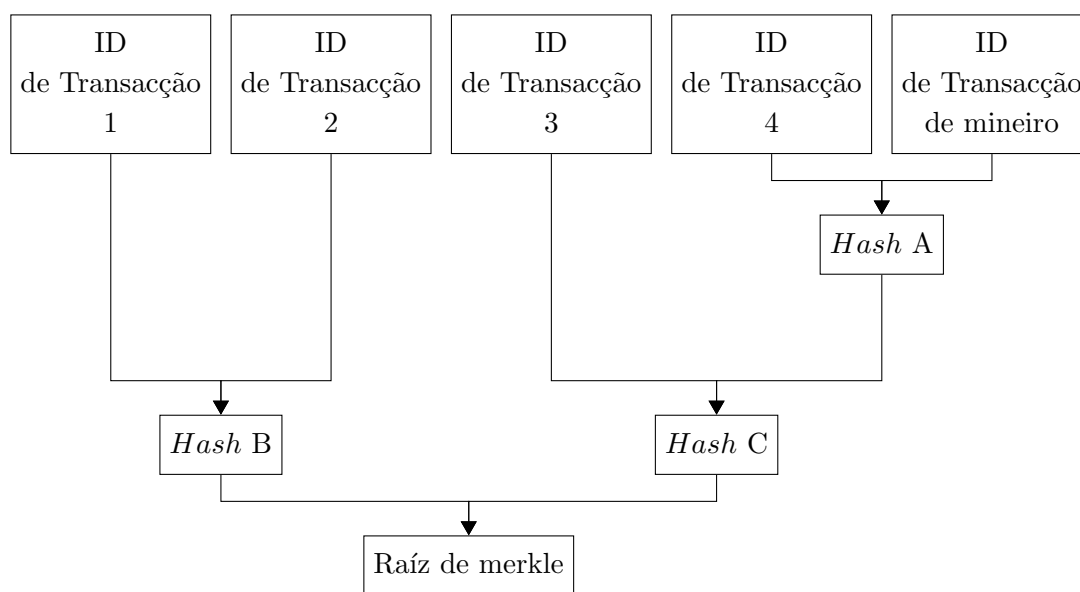 ID
de Transacção
1
ID
de Transacção
2
ID
de Transacção
3
ID
de Transacção
4
ID
de Transacção
de mineiro
Hash A
Hash B
Hash C
Raíz de merkle